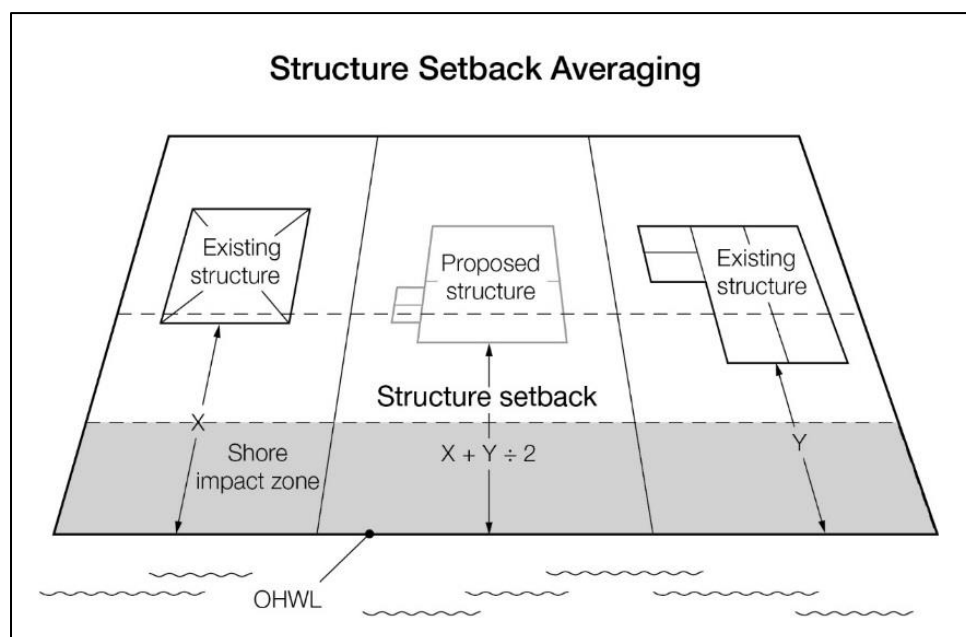 Structure Setback Averaging
Existing
structure
Proposed
structure
Existing
structure
Structure setback
X
Shore
impact zone
X + Y ÷ 2
Y
OHWL